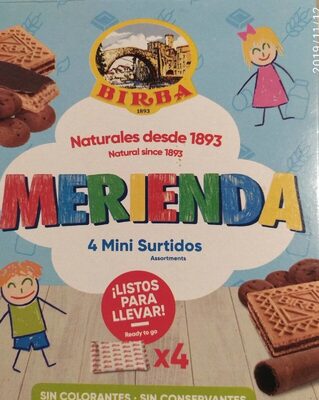 2019/11/12
BIRBA
1893
Naturales desde 1893
Natural since 1893
MERIENDA
4 Mini Surtidos
Assortments
¡LISTOS
PARA
LLEVAR!
Ready to go
x4
SIN COLORANTES · SIN CONSERVANTES